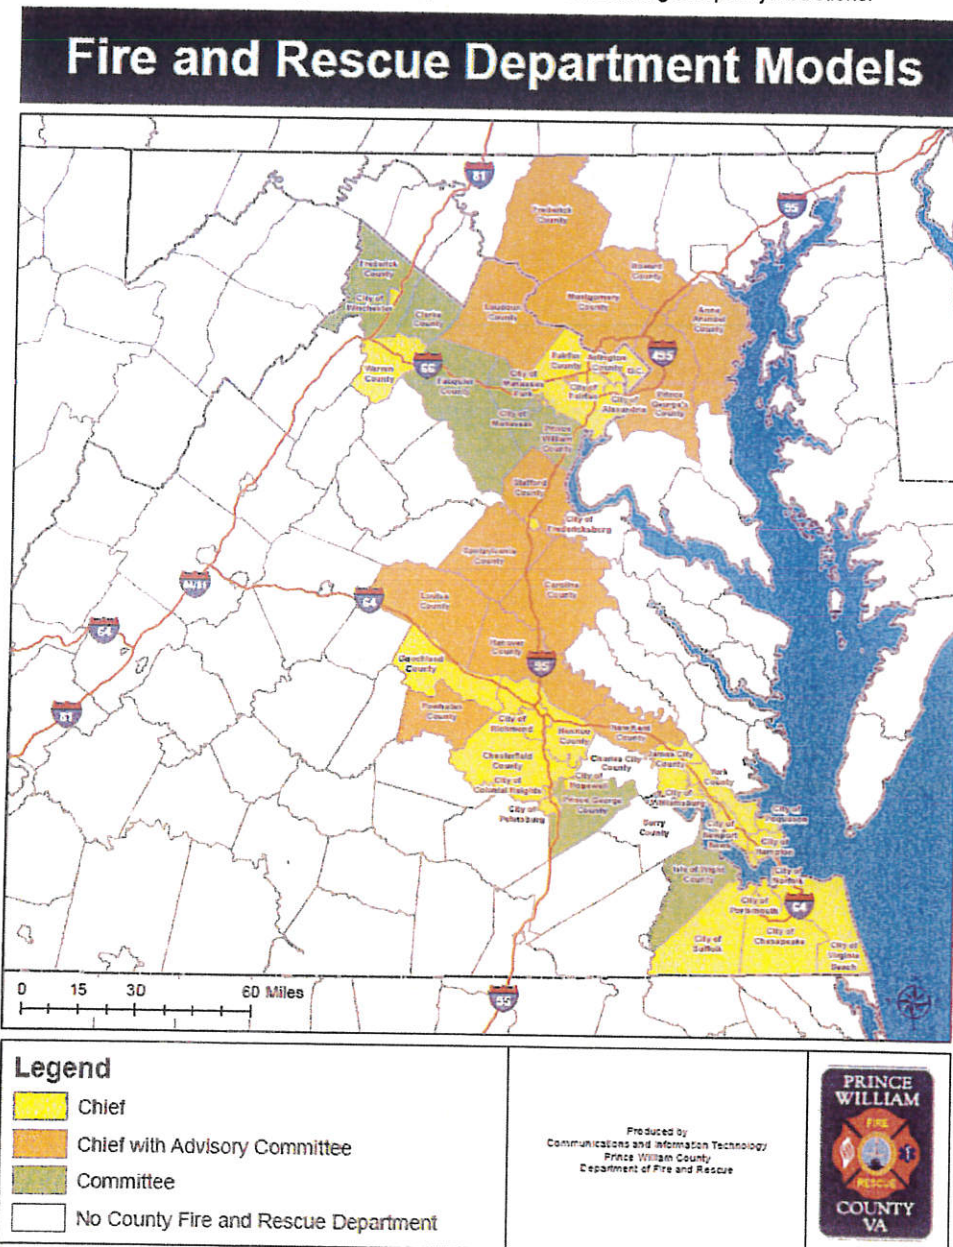 Fire and Rescue Department Models
81
95
Frederick
County
Howard
County
Frederick
County
City of
Winchester
Clarke
County
Loudoun
County
Montgomery
County
Anne
Arundel
County
495
Fairfax
County
Arlington
County
D.C.
Warren
County
66
Fauquier
County
City of
Manassas
Park
City of
Fairfax
City of
Alexandria
Prince
George's
County
City of
Manassas
Prince
William
County
Stafford
County
City of
Fredericksburg
Spotsylvania
County
Caroline
County
64/81
64
Louisa
County
64
Hanover
County
95
Goochland
County
81
Powhatan
County
City of
Richmond
Henrico
County
New Kent
County
Chesterfield
County
Charles City
County
James City
County
York
County
City of
Colonial Heights
City of
Hopewell
City of
Williamsburg
City of
Petersburg
Prince George
County
Surry
County
City of
Newport
News
City of
Poquoson
City of
Hampton
Isle of Wight
County
City of
Norfolk
City of
Portsmouth
64
City of
Suffolk
City of
Chesapeake
City of
Virginia
Beach
0 15 30 60 Miles
95
Legend
Chief
Chief with Advisory Committee
Committee
No County Fire and Rescue Department
Produced by
Communications and Information Technology
Prince William County
Department of Fire and Rescue
PRINCE
WILLIAM
FIRE
RESCUE
COUNTY
VA